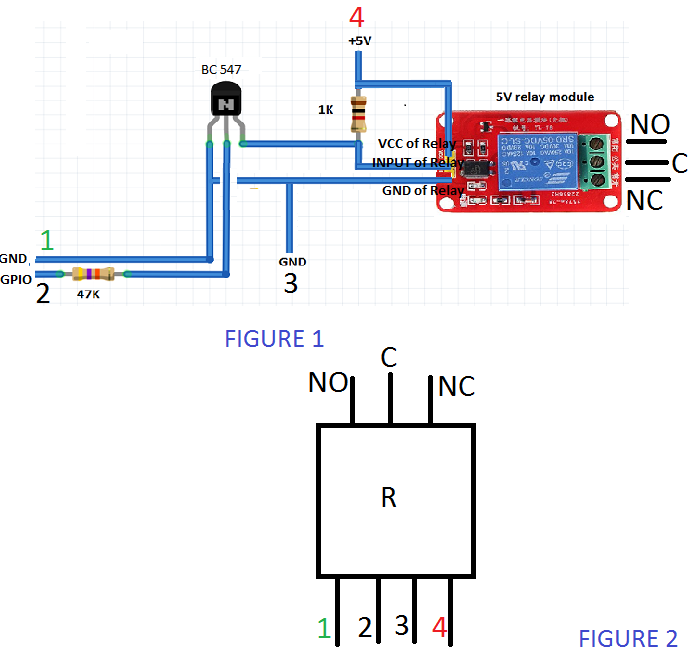 4
+5V
BC 547
5V relay module
1K
NO
VCC of Relay
INPUT of Relay
C
GND of Relay
NC
1
GND
GND
GPIO
2
3
47K
FIGURE 1
C
NO
NC
R
1
2
3
4
FIGURE 2